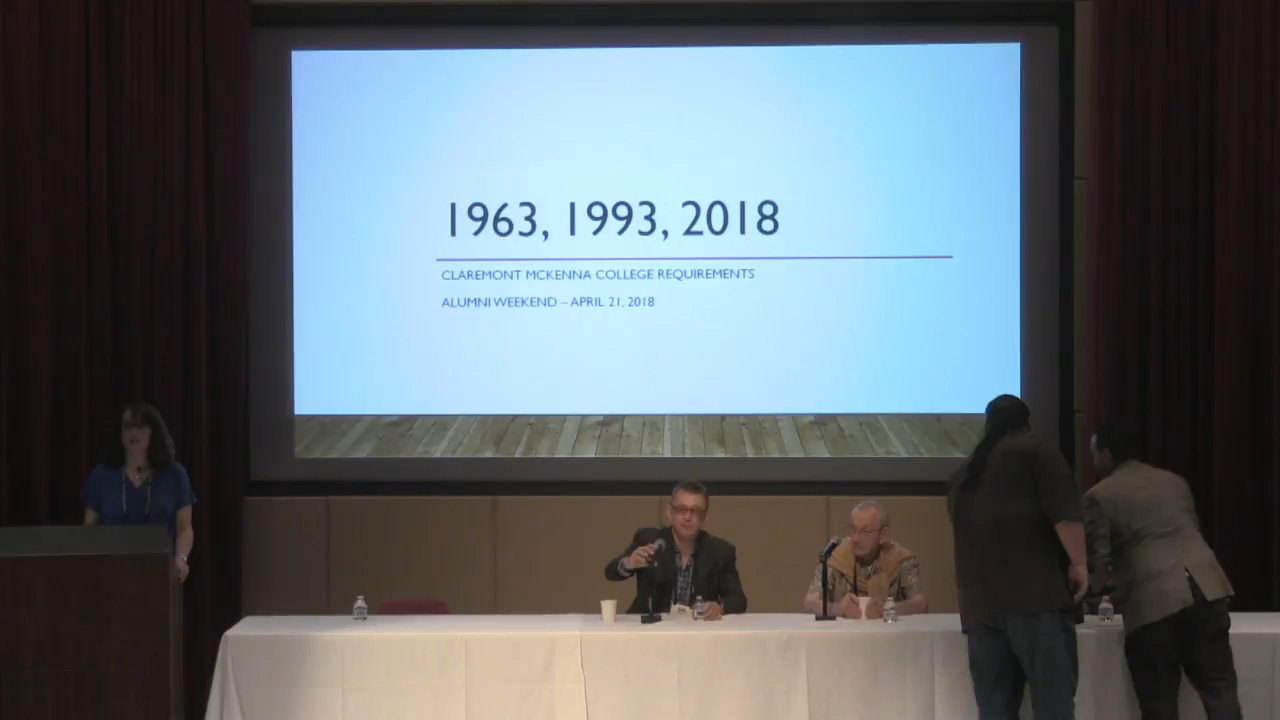 1963, 1993, 2018
CLAREMONT MCKENNA COLLEGE REQUIREMENTS
ALUMNI WEEKEND – APRIL 21, 2018